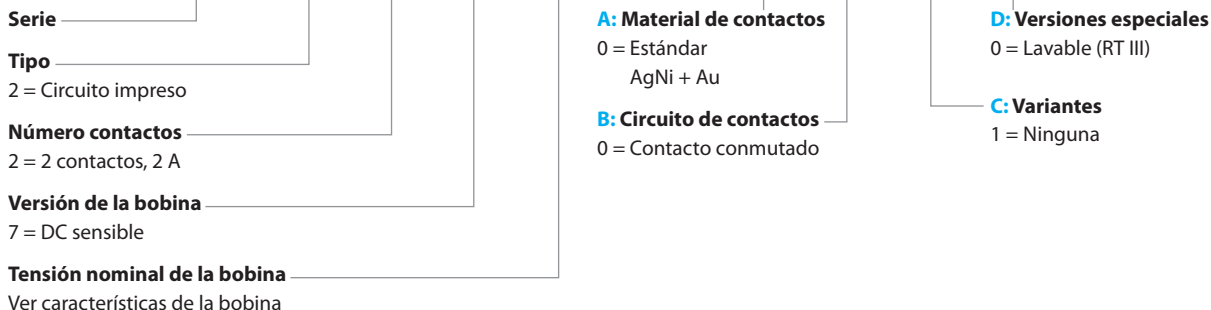 Serie
Tipo
2 = Circuito impreso
Número contactos
2 = 2 contactos, 2 A
Versión de la bobina
7 = DC sensible
Tensión nominal de la bobina
Ver características de la bobina
A: Material de contactos
0 = Estándar
AgNi + Au
B: Circuito de contactos
0 = Contacto conmutado
D: Versiones especiales
0 = Lavable (RT III)
C: Variantes
1 = Ninguna